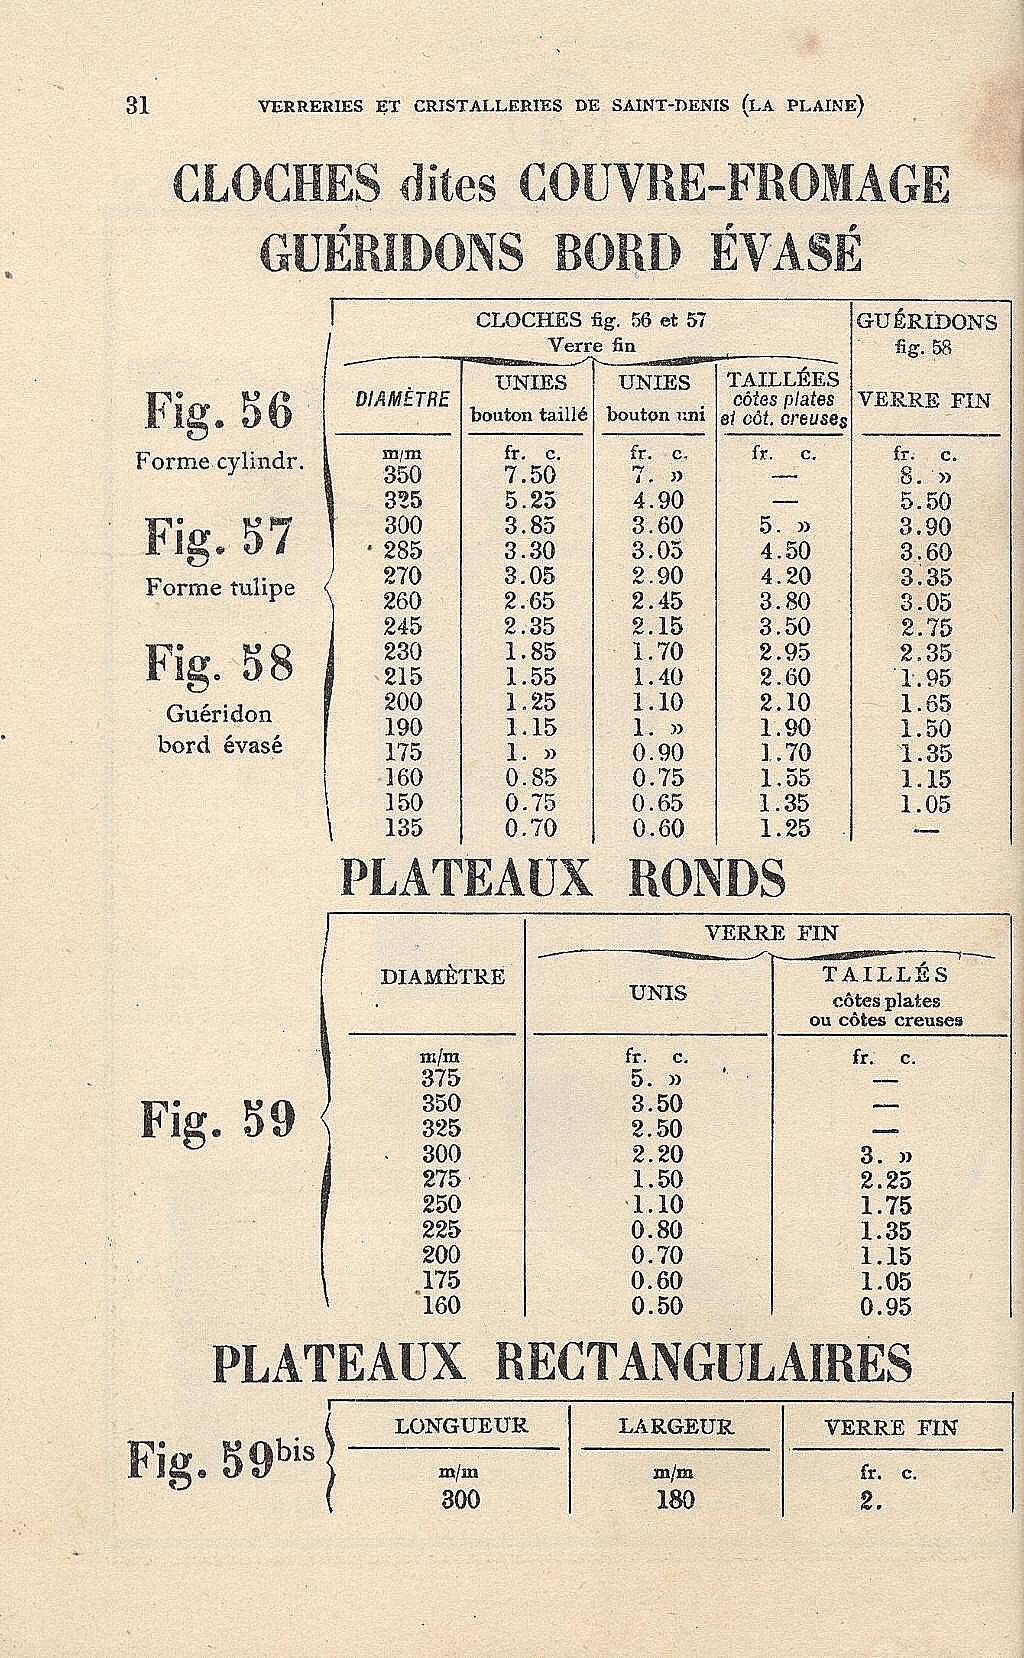 31 VERRERIES ET CRISTALLERIES DE SAINT-DENIS (LA PLAINE)
CLOCHES dites COUVRE-FROMAGE
GUÉRIDONS BORD ÉVASÉ
Fig. 56
Forme cylindr.
Fig. 57
Forme tulipe
Fig. 58
Guéridon
bord évasé
CLOCHES fig. 56 et 57 GUÉRIDONS
Verre fin fig. 58
DIAMÈTRE UNIES bouton taillé UNIES bouton uni TAILLÉES côtes plates et côt. creuses VERRE FIN
m/m fr. c. fr. c. fr. c. fr. c.
350 7.50 7. » — 8. »
325 5.25 4.90 — 5.50
300 3.85 3.60 5. » 3.90
285 3.30 3.05 4.50 3.60
270 3.05 2.90 4.20 3.35
260 2.65 2.45 3.80 3.05
245 2.35 2.15 3.50 2.75
230 1.85 1.70 2.95 2.35
215 1.55 1.40 2.60 1.95
200 1.25 1.10 2.10 1.65
190 1.15 1. » 1.90 1.50
175 1. » 0.90 1.70 1.35
160 0.85 0.75 1.55 1.15
150 0.75 0.65 1.35 1.05
135 0.70 0.60 1.25 —
PLATEAUX RONDS
Fig. 59
VERRE FIN
DIAMÈTRE UNIS TAILLÉS côtes plates ou côtes creuses
m/m fr. c. fr. c.
375 5. » —
350 3.50 —
325 2.50 —
300 2.20 3. »
275 1.50 2.25
250 1.10 1.75
225 0.80 1.35
200 0.70 1.15
175 0.60 1.05
160 0.50 0.95
PLATEAUX RECTANGULAIRES
Fig. 59bis
LONGUEUR LARGEUR VERRE FIN
m/m m/m fr. c.
300 180 2.